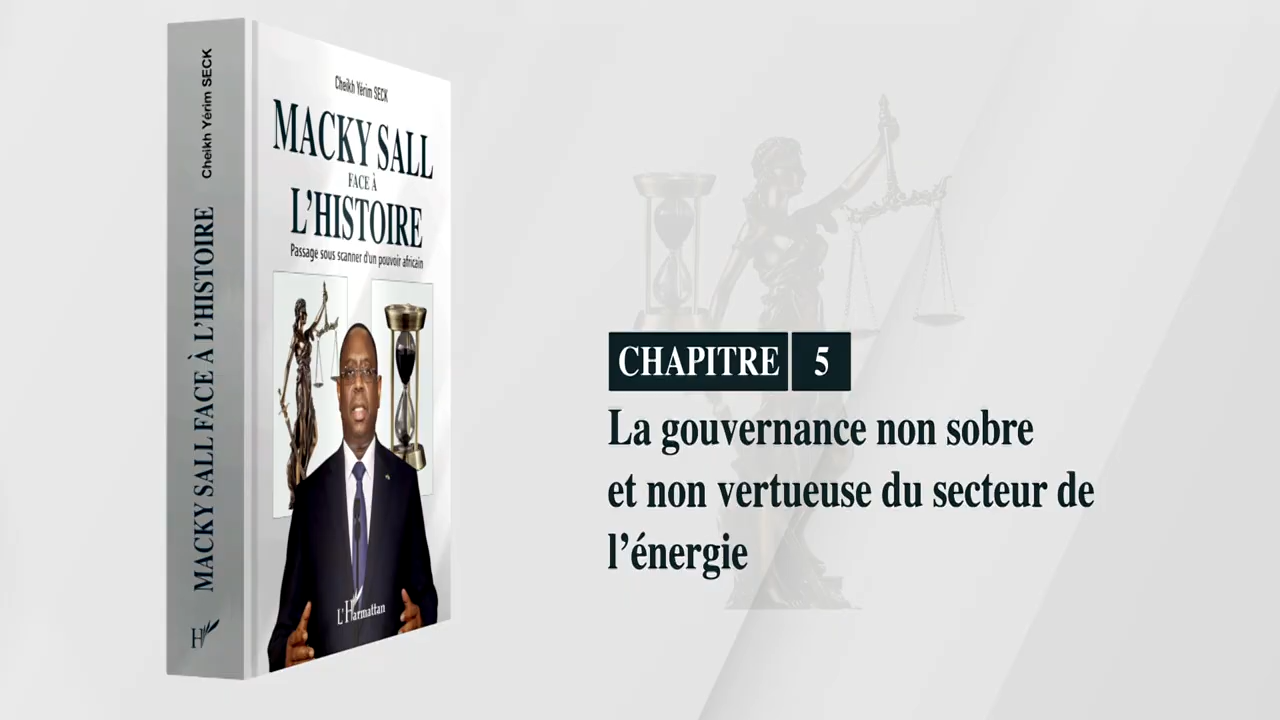 Cheikh Yérim SECK
MACKY SALL FACE À L'HISTOIRE
H
Cheikh Yérim SECK
MACKY SALL
FACE À
L'HISTOIRE
Passage sous scanner d'un pouvoir africain
L'Harmattan
CHAPITRE 5
La gouvernance non sobre
et non vertueuse du secteur de
l'énergie